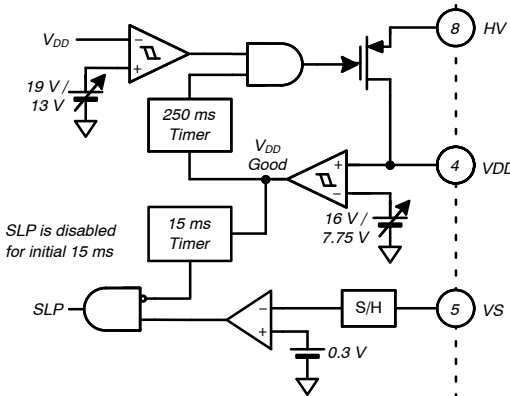 8 HV
V_DD
−
+
19 V /
13 V
250 ms
Timer
V_DD
Good
+
−
4 VDD
16 V /
7.75 V
SLP is disabled
for initial 15 ms
15 ms
Timer
SLP
−
+
S/H
5 VS
0.3 V